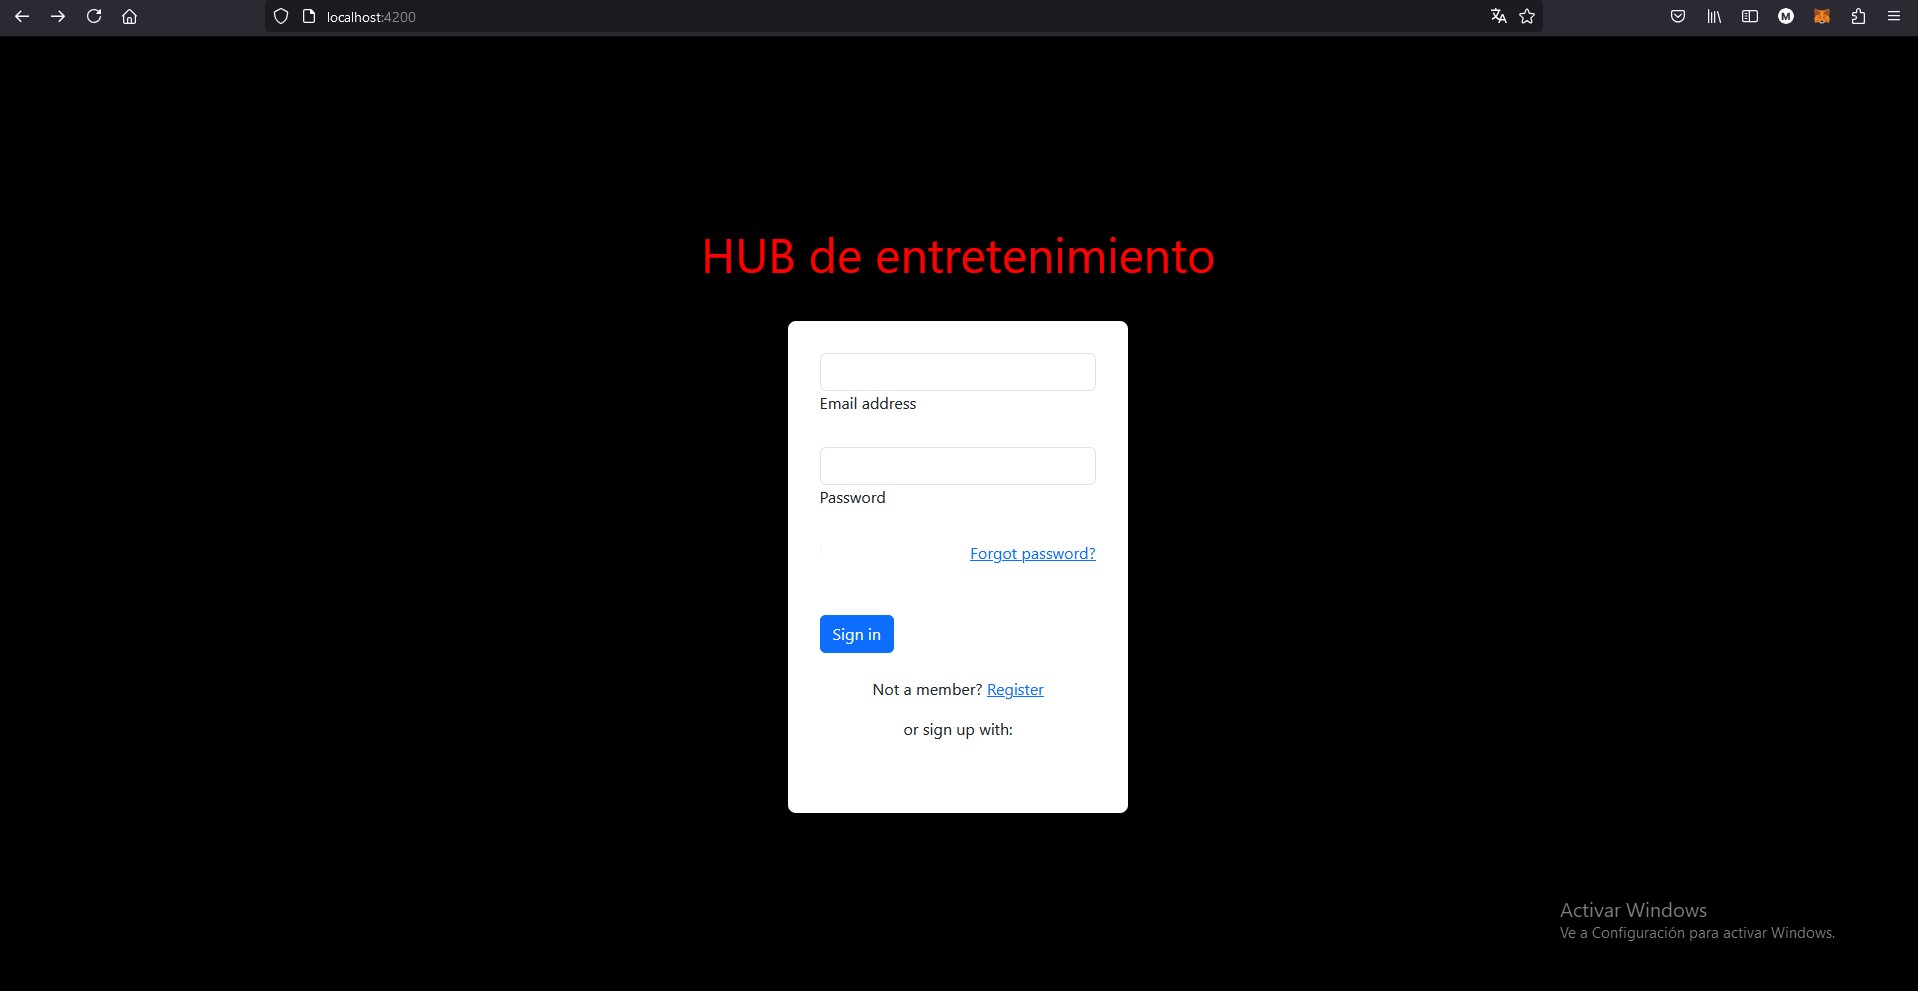 localhost:4200
M
HUB de entretenimiento
Email address
Password
Forgot password?
Sign in
Not a member? Register
or sign up with:
Activar Windows
Ve a Configuración para activar Windows.